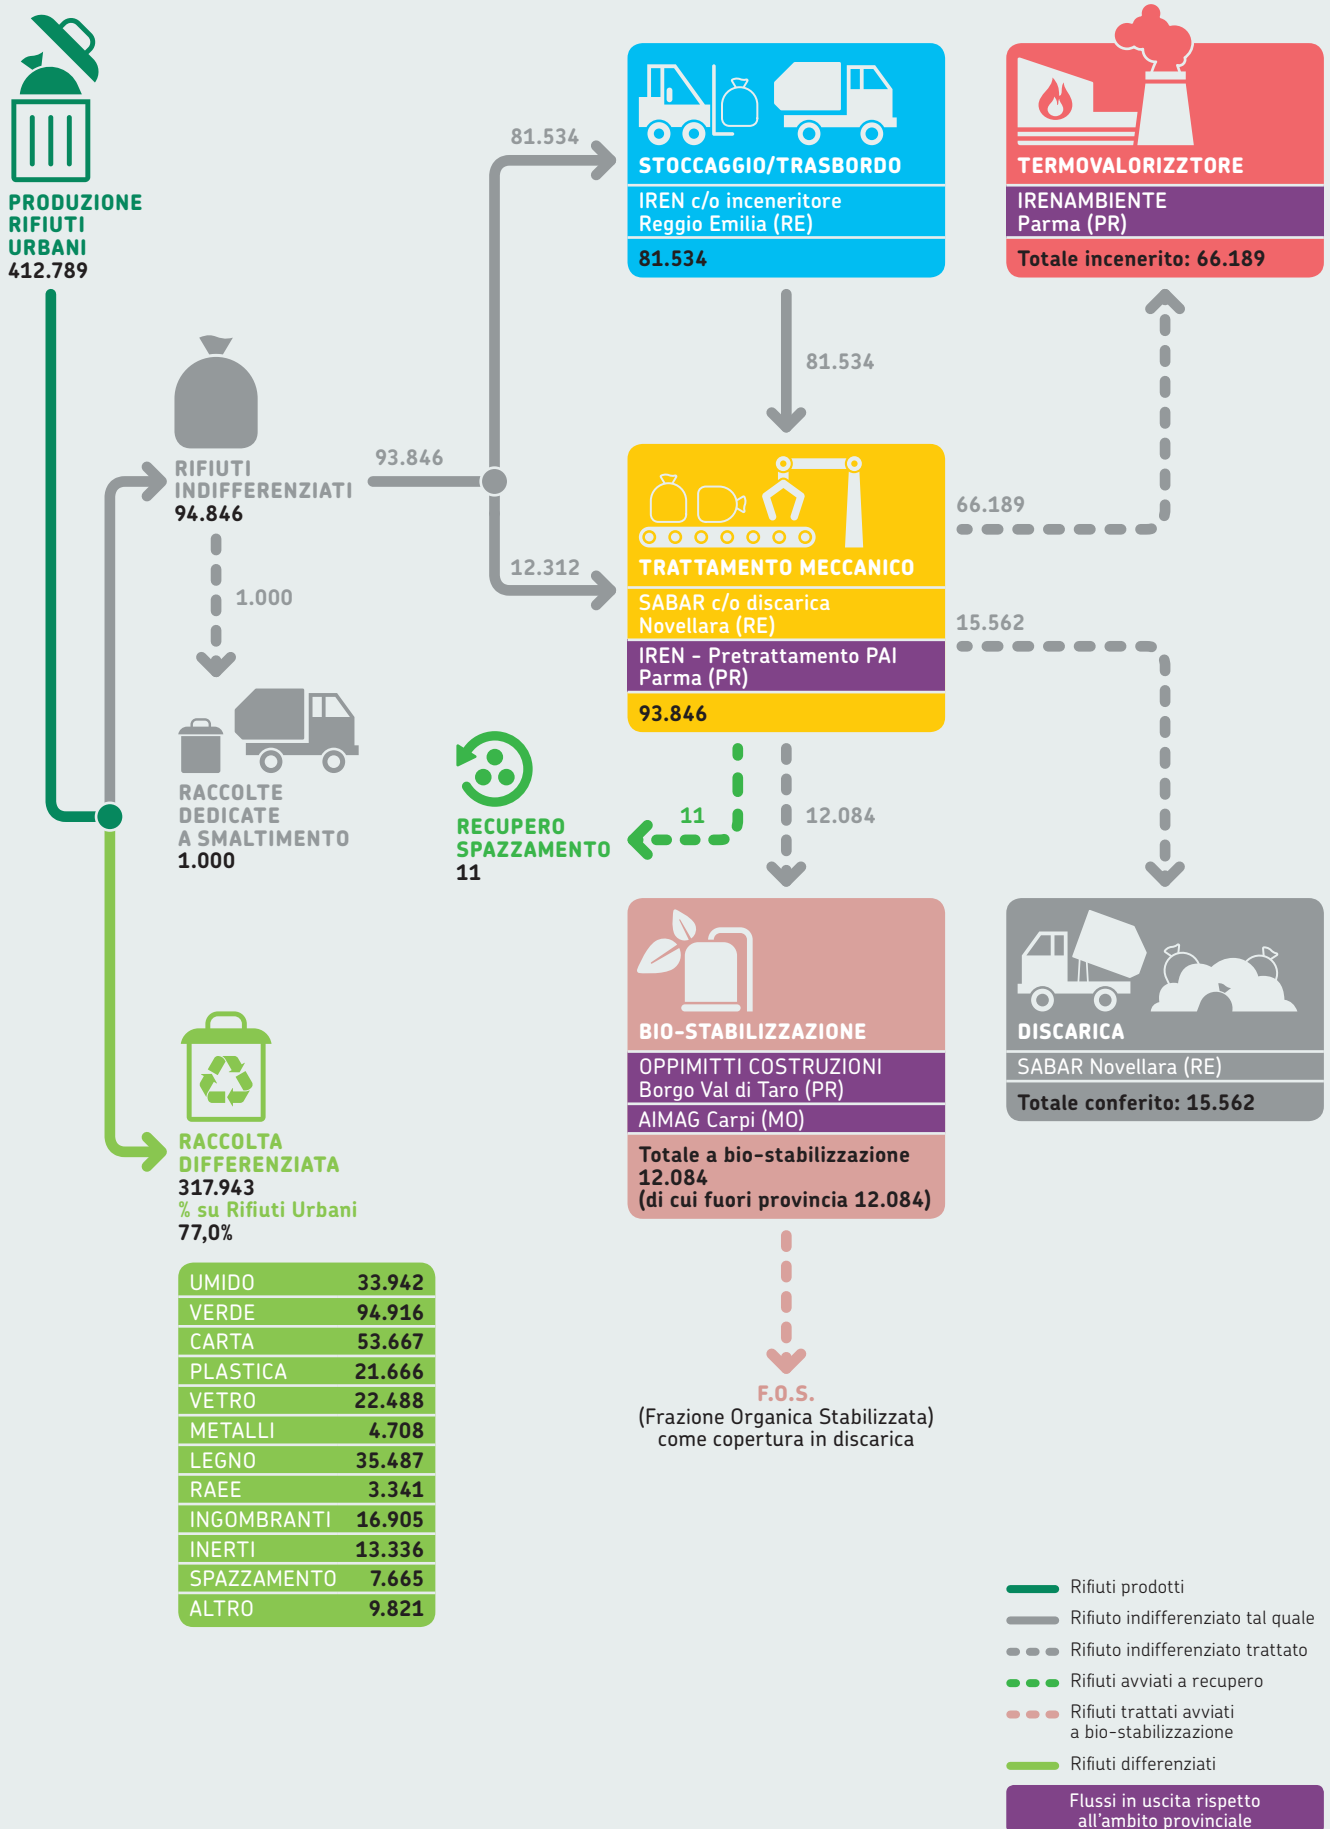 PRODUZIONE
RIFIUTI
URBANI
412.789
RIFIUTI
INDIFFERENZIATI
94.846
1.000
RACCOLTE
DEDICATE
A SMALTIMENTO
1.000
93.846
81.534
12.312
STOCCAGGIO/TRASBORDO
IREN c/o inceneritore
Reggio Emilia (RE)
81.534
81.534
TRATTAMENTO MECCANICO
SABAR c/o discarica
Novellara (RE)
IREN - Pretrattamento PAI
Parma (PR)
93.846
66.189
15.562
TERMOVALORIZZTORE
IRENAMBIENTE
Parma (PR)
Totale incenerito: 66.189
11
RECUPERO
SPAZZAMENTO
11
12.084
BIO-STABILIZZAZIONE
OPPIMITTI COSTRUZIONI
Borgo Val di Taro (PR)
AIMAG Carpi (MO)
Totale a bio-stabilizzazione
12.084
(di cui fuori provincia 12.084)
DISCARICA
SABAR Novellara (RE)
Totale conferito: 15.562
F.O.S.
(Frazione Organica Stabilizzata)
come copertura in discarica
RACCOLTA
DIFFERENZIATA
317.943
% su Rifiuti Urbani
77,0%
UMIDO 33.942
VERDE 94.916
CARTA 53.667
PLASTICA 21.666
VETRO 22.488
METALLI 4.708
LEGNO 35.487
RAEE 3.341
INGOMBRANTI 16.905
INERTI 13.336
SPAZZAMENTO 7.665
ALTRO 9.821
Rifiuti prodotti
Rifiuto indifferenziato tal quale
Rifiuto indifferenziato trattato
Rifiuti avviati a recupero
Rifiuti trattati avviati
a bio-stabilizzazione
Rifiuti differenziati
Flussi in uscita rispetto
all'ambito provinciale